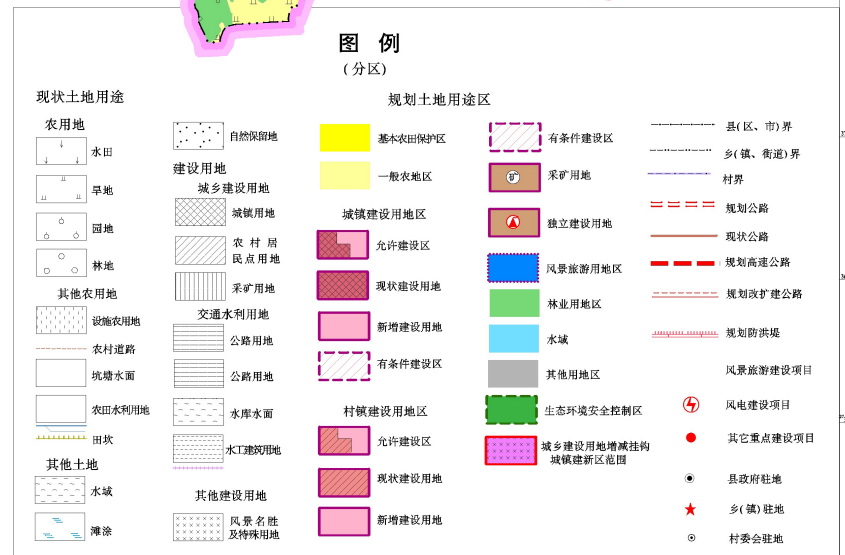 图 例
(分区)
现状土地用途
农用地
水田
旱地
园地
林地
其他农用地
设施农用地
农村道路
坑塘水面
农田水利用地
田坎
其他土地
水域
滩涂
自然保留地
建设用地
城乡建设用地
城镇用地
农 村 居
民点用地
采矿用地
交通水利用地
公路用地
公路用地
水库水面
水工建筑用地
其他建设用地
风景名胜
及特殊用地
规划土地用途区
基本农田保护区
一般农地区
城镇建设用地区
允许建设区
现状建设用地
新增建设用地
有条件建设区
村镇建设用地区
允许建设区
现状建设用地
新增建设用地
有条件建设区
矿
采矿用地
独立建设用地
风景旅游用地区
林业用地区
水域
其他用地区
生态环境安全控制区
城乡建设用地增减挂钩
城镇建新区范围
县(区、市)界
乡(镇、街道)界
村界
规划公路
现状公路
规划高速公路
规划改扩建公路
规划防洪堤
风景旅游建设项目
风电建设项目
其它重点建设项目
县政府驻地
乡(镇)驻地
村委会驻地